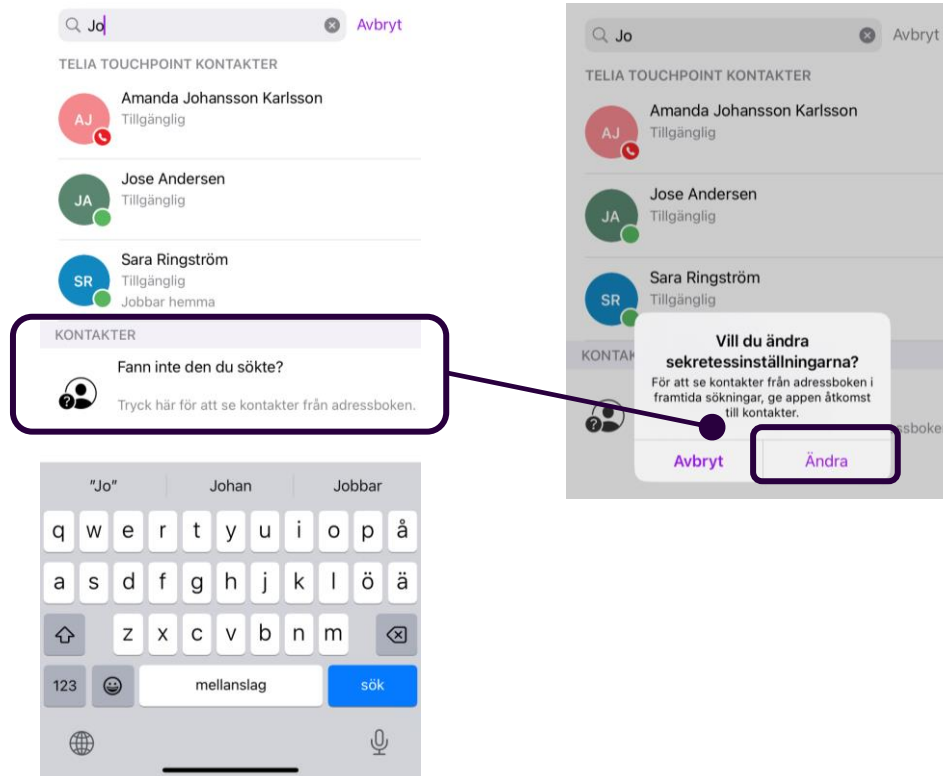 Jo
Avbryt
TELIA TOUCHPOINT KONTAKTER
AJ
Amanda Johansson Karlsson
Tillgänglig
JA
Jose Andersen
Tillgänglig
SR
Sara Ringström
Tillgänglig
Jobbar hemma
KONTAKTER
Fann inte den du sökte?
?
Tryck här för att se kontakter från adressboken.
"Jo" Johan Jobbar
q w e r t y u i o p å
a s d f g h j k l ö ä
z x c v b n m
123 mellanslag sök
Jo
Avbryt
TELIA TOUCHPOINT KONTAKTER
AJ
Amanda Johansson Karlsson
Tillgänglig
JA
Jose Andersen
Tillgänglig
SR
Sara Ringström
Tillgänglig
KONTAK
?
ssboken
Vill du ändra
sekretessinställningarna?
För att se kontakter från adressboken i
framtida sökningar, ge appen åtkomst
till kontakter.
Avbryt Ändra